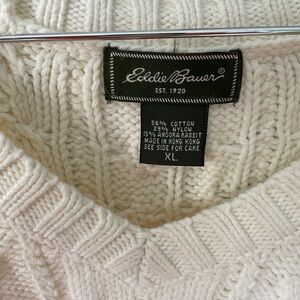 Eddie Bauer®
EST. 1920
56% COTTON
29% NYLON
15% ANGORA RABBIT
MADE IN HONG KONG
SEE SIDE FOR CARE
XL